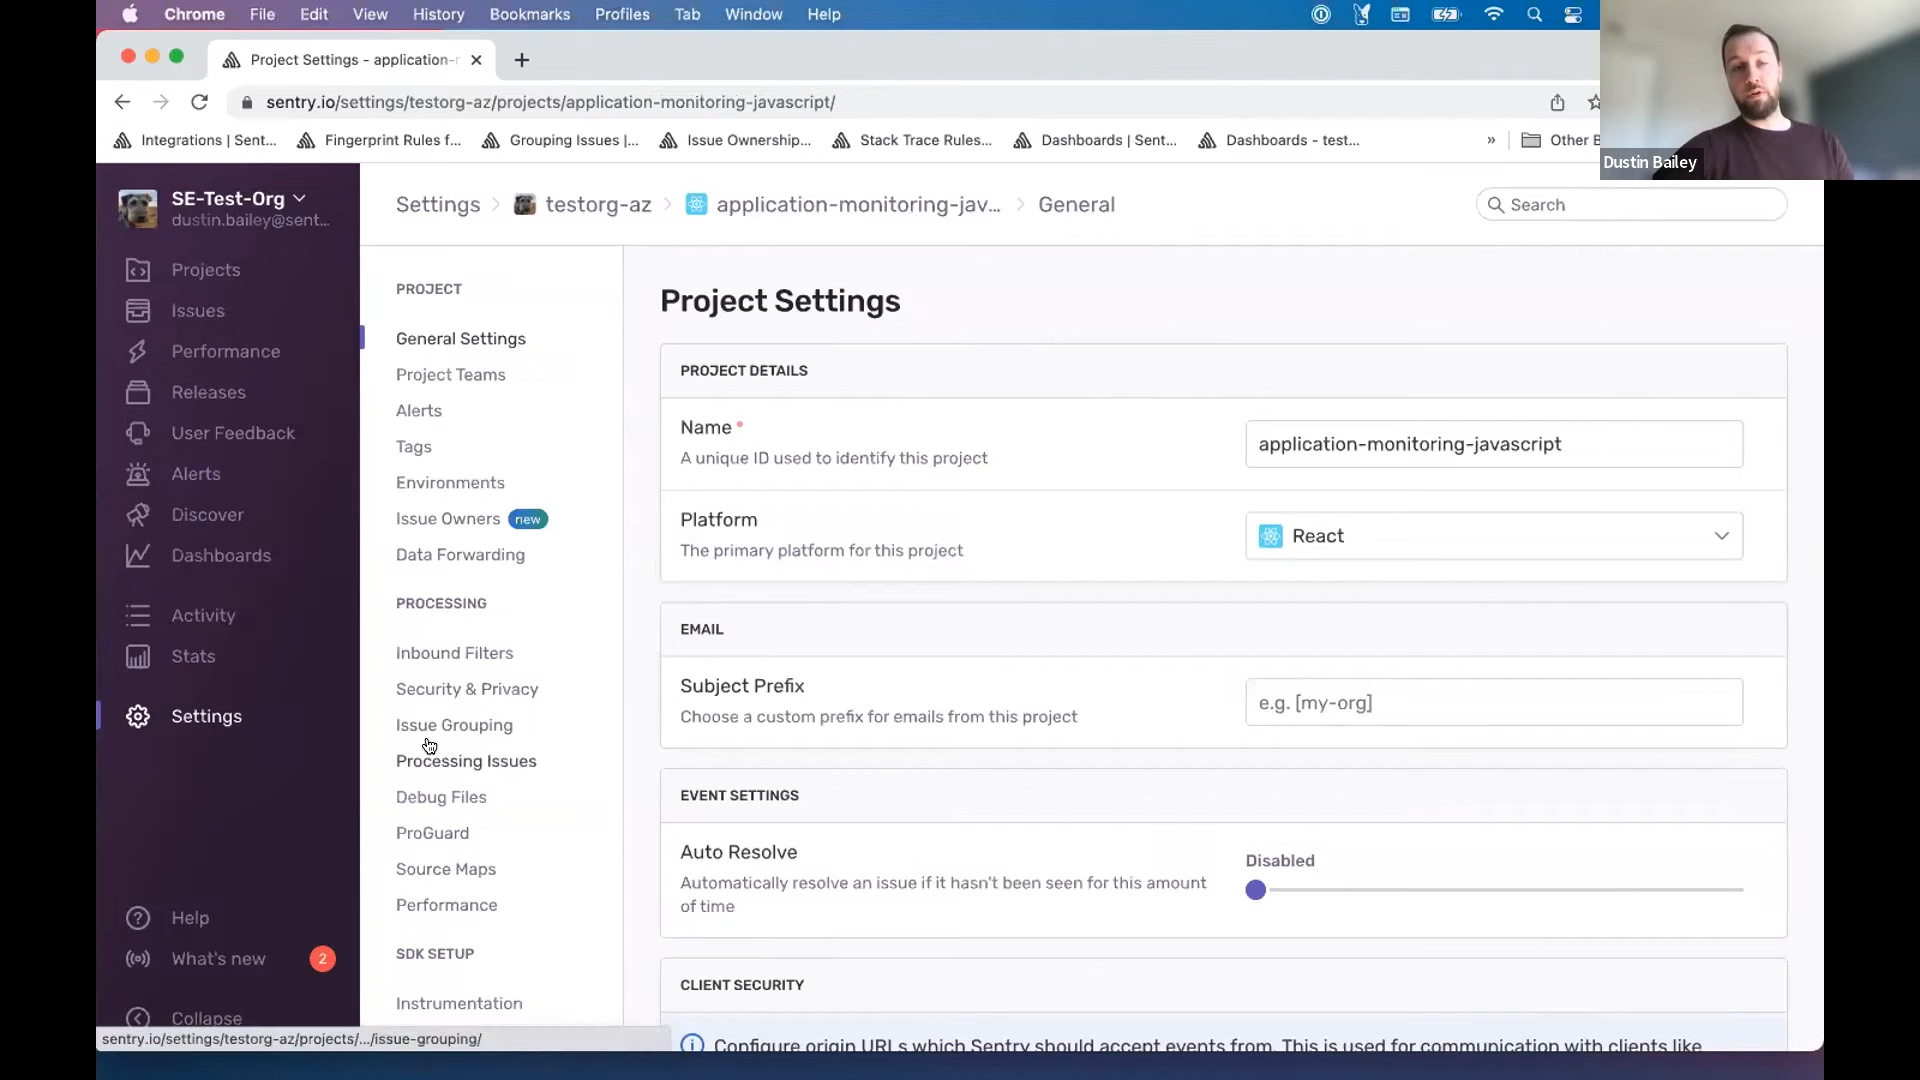 Chrome File Edit View History Bookmarks Profiles Tab Window Help
Project Settings - application-r
sentry.io/settings/testorg-az/projects/application-monitoring-javascript/
Integrations | Sent... Fingerprint Rules f... Grouping Issues |... Issue Ownership... Stack Trace Rules... Dashboards | Sent... Dashboards - test... » Other B
Dustin Bailey
SE-Test-Org
dustin.bailey@sent...
Projects
Issues
Performance
Releases
User Feedback
Alerts
Discover
Dashboards
Activity
Stats
Settings
Help
What's new 2
Collapse
Settings > testorg-az > application-monitoring-jav... > General
Search
PROJECT
General Settings
Project Teams
Alerts
Tags
Environments
Issue Owners new
Data Forwarding
PROCESSING
Inbound Filters
Security & Privacy
Issue Grouping
Processing Issues
Debug Files
ProGuard
Source Maps
Performance
SDK SETUP
Instrumentation
Project Settings
PROJECT DETAILS
Name *
A unique ID used to identify this project
application-monitoring-javascript
Platform
The primary platform for this project
React
EMAIL
Subject Prefix
Choose a custom prefix for emails from this project
e.g. [my-org]
EVENT SETTINGS
Auto Resolve
Automatically resolve an issue if it hasn't been seen for this amount
of time
Disabled
CLIENT SECURITY
Configure origin URLs which Sentry should accept events from. This is used for communication with clients like
sentry.io/settings/testorg-az/projects/.../issue-grouping/